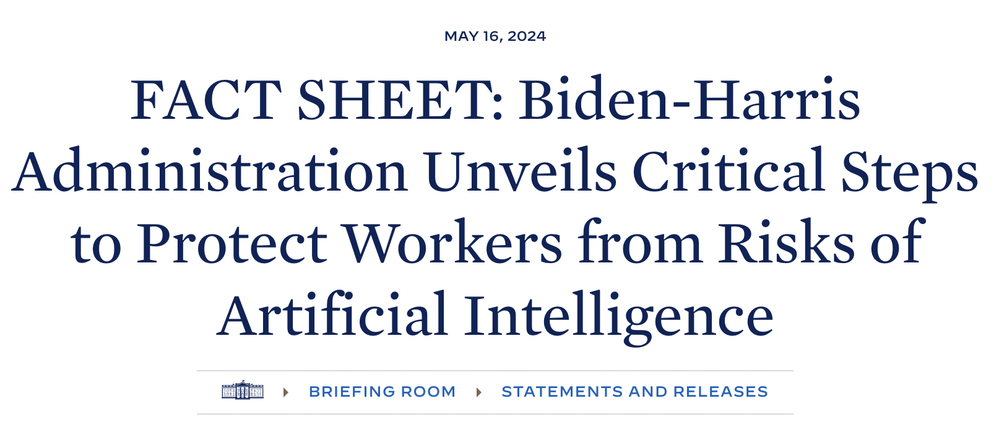 MAY 16, 2024
FACT SHEET: Biden-Harris
Administration Unveils Critical Steps
to Protect Workers from Risks of
Artificial Intelligence
BRIEFING ROOM STATEMENTS AND RELEASES